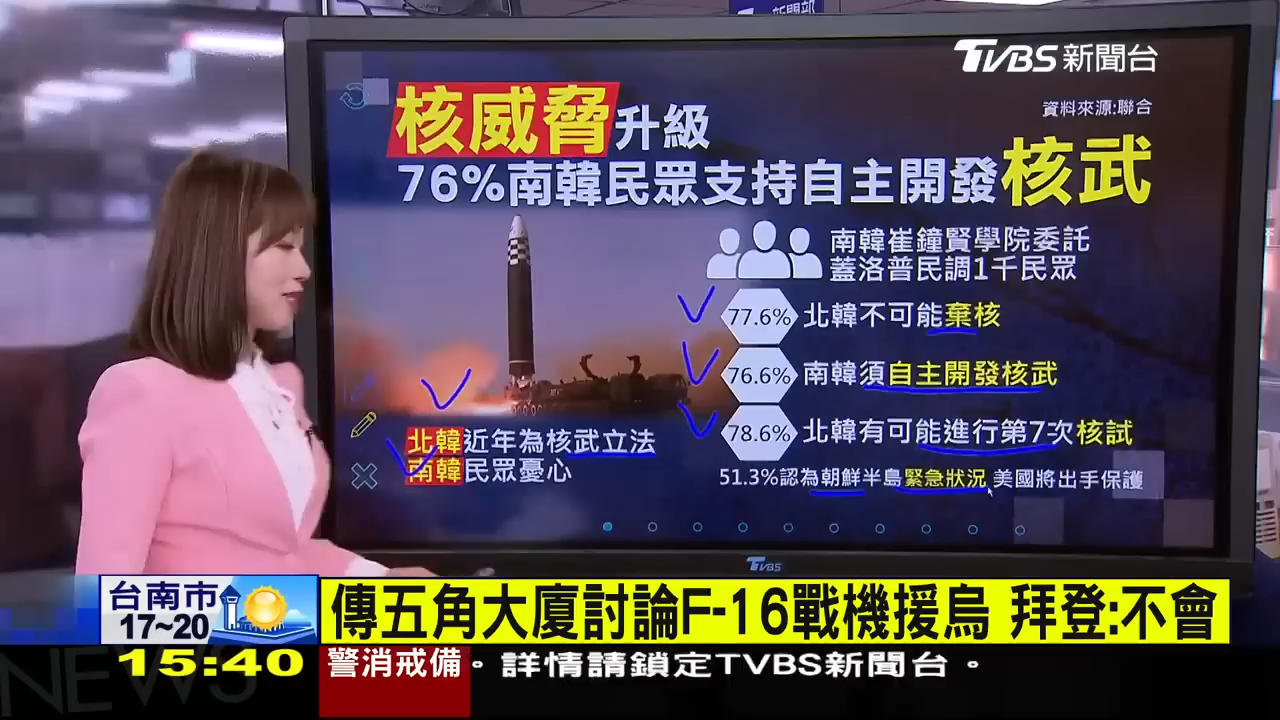 新聞部
TVBS新聞台
資料來源:聯合
核威脅升級
76%南韓民眾支持自主開發核武
南韓崔鐘賢學院委託
蓋洛普民調1千民眾
77.6% 北韓不可能棄核
76.6% 南韓須自主開發核武
78.6% 北韓有可能進行第7次核試
51.3%認為朝鮮半島緊急狀況 美國將出手保護
北韓近年為核武立法
南韓民眾憂心
TVBS
台南市
17~20
傳五角大廈討論F-16戰機援烏 拜登:不會
15:40
警消戒備。詳情請鎖定TVBS新聞台。
NEWS